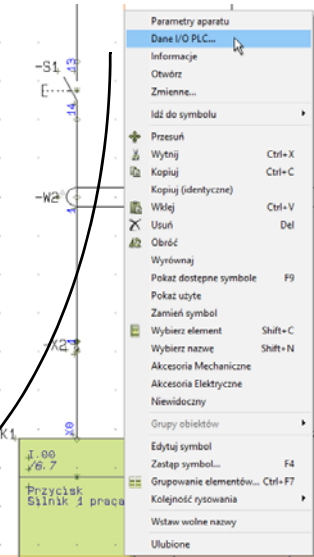 Parametry aparatu
Dane I/O PLC...
Informacje
Otwórz
Zmienne...
Idź do symbolu
Przesuń
Wytnij Ctrl+X
Kopiuj Ctrl+C
Kopiuj (identyczne)
Wklej Ctrl+V
Usuń Del
Obróć
Wyrównaj
Pokaż dostępne symbole F9
Pokaż użyte
Zamień symbol
Wybierz element Shift+C
Wybierz nazwę Shift+N
Akcesoria Mechaniczne
Akcesoria Elektryczne
Niewidoczny
Grupy obiektów
Edytuj symbol
Zastąp symbol... F4
Grupowanie elementów... Ctrl+F7
Kolejność rysowania
Wstaw wolne nazwy
Ulubione
-S1
13
14
-W2
1
-X2
K1
X0
I.00
/6.7
Przycisk
Silnik 1 praca